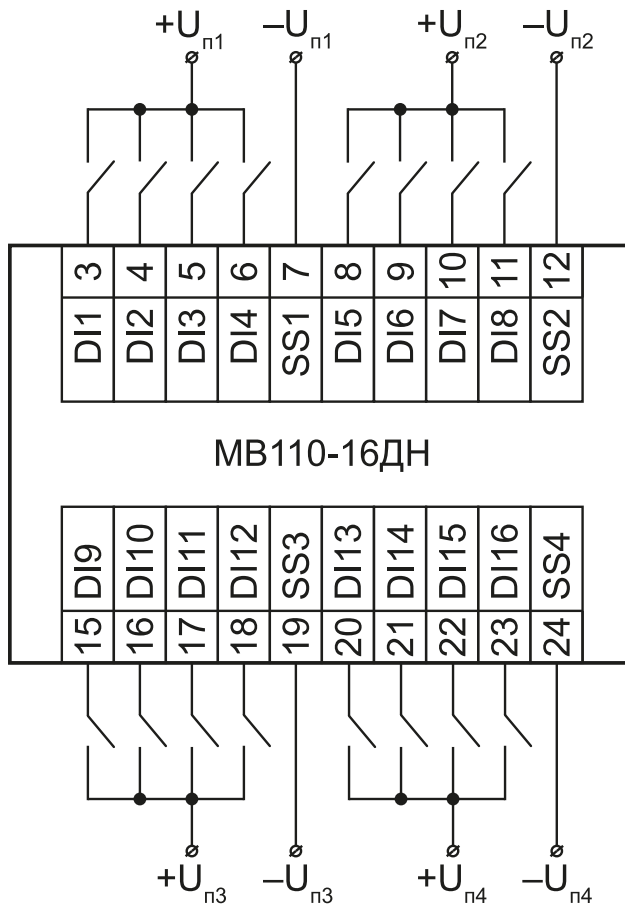 +Uп1 –Uп1 +Uп2 –Uп2
3 4 5 6 7 8 9 10 11 12
DI1 DI2 DI3 DI4 SS1 DI5 DI6 DI7 DI8 SS2
МВ110-16ДН
DI9 DI10 DI11 DI12 SS3 DI13 DI14 DI15 DI16 SS4
15 16 17 18 19 20 21 22 23 24
+Uп3 –Uп3 +Uп4 –Uп4